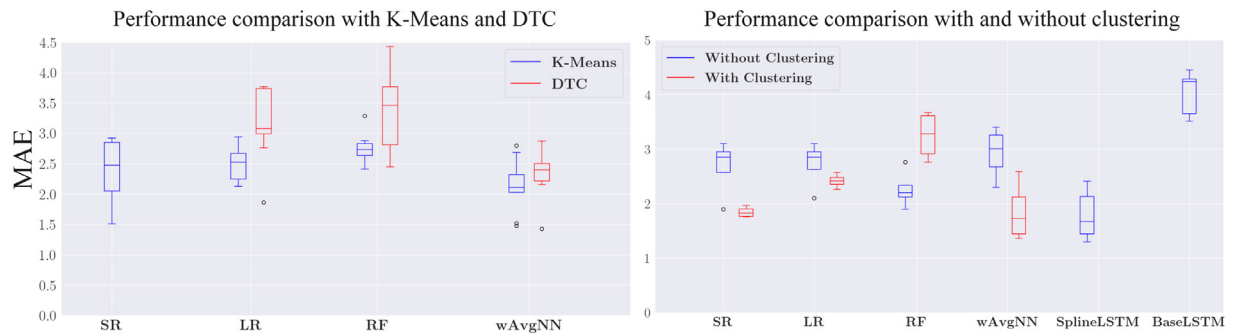 Performance comparison with K-Means and DTC
MAE
4.5
4.0
3.5
3.0
2.5
2.0
1.5
1.0
0.5
0.0
K-Means
DTC
SR LR RF wAvgNN
Performance comparison with and without clustering
5
4
3
2
1
0
Without Clustering
With Clustering
SR LR RF wAvgNN SplineLSTM BaseLSTM